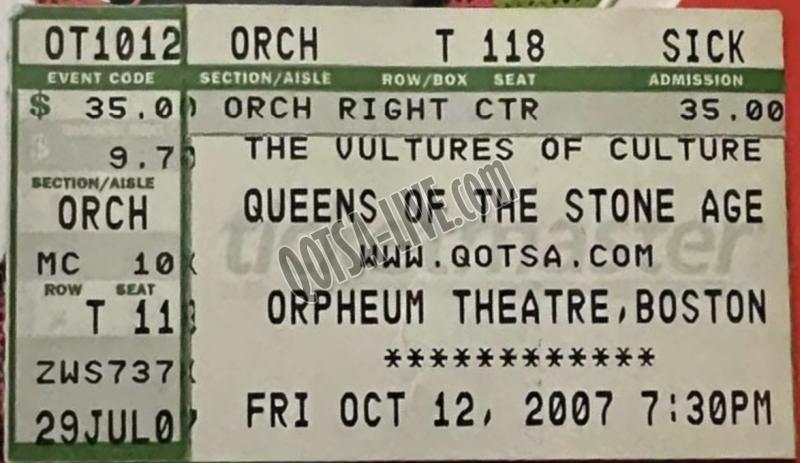 OT1012 ORCH T 118 SICK
EVENT CODE SECTION/AISLE ROW/BOX SEAT ADMISSION
$ 35.00 ORCH RIGHT CTR 35.00
9.7 THE VULTURES OF CULTURE
SECTION/AISLE
ORCH QUEENS OF THE STONE AGE
QOTSA-LIVE.com
MC 10 WWW.QOTSA.COM
ROW SEAT
T 11 ORPHEUM THEATRE, BOSTON
************
ZWS737
29JUL0 FRI OCT 12, 2007 7:30PM